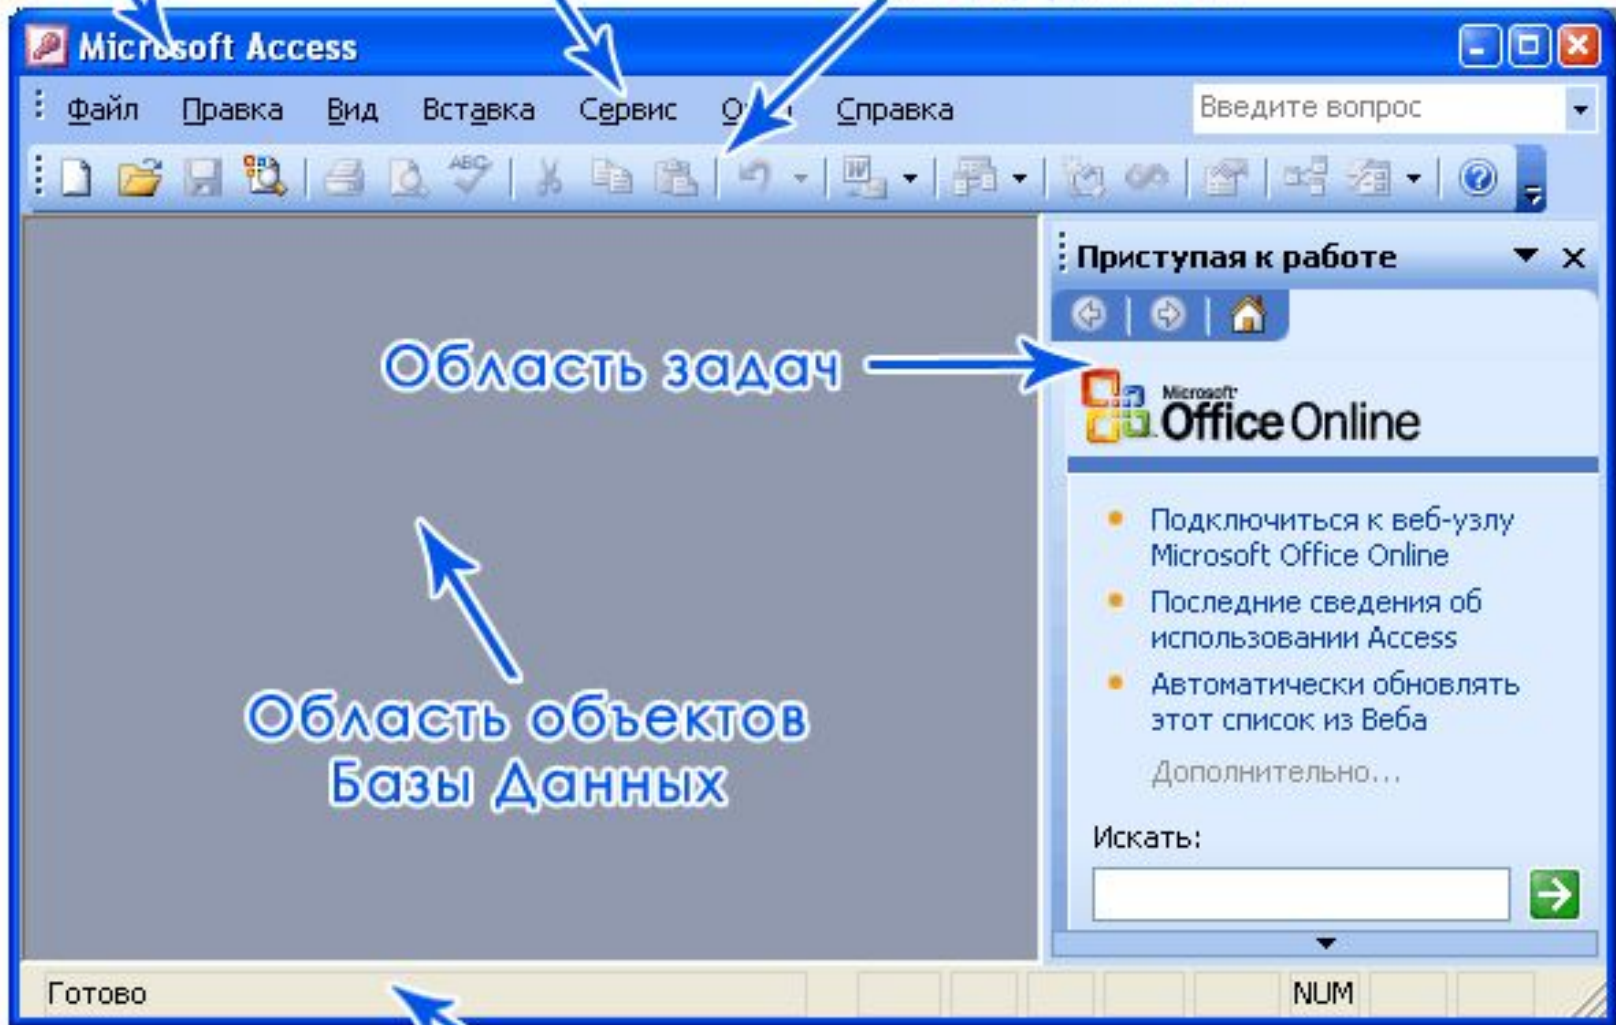 Microsoft Access
Файл Правка Вид Вставка Сервис Справка Введите вопрос
ABC
W
Приступая к работе
Область задач
Microsoft
Office Online
Подключиться к веб-узлу
Microsoft Office Online
Последние сведения об
использовании Access
Автоматически обновлять
этот список из Веба
Дополнительно...
Область объектов
Базы Данных
Искать:
Готово NUM